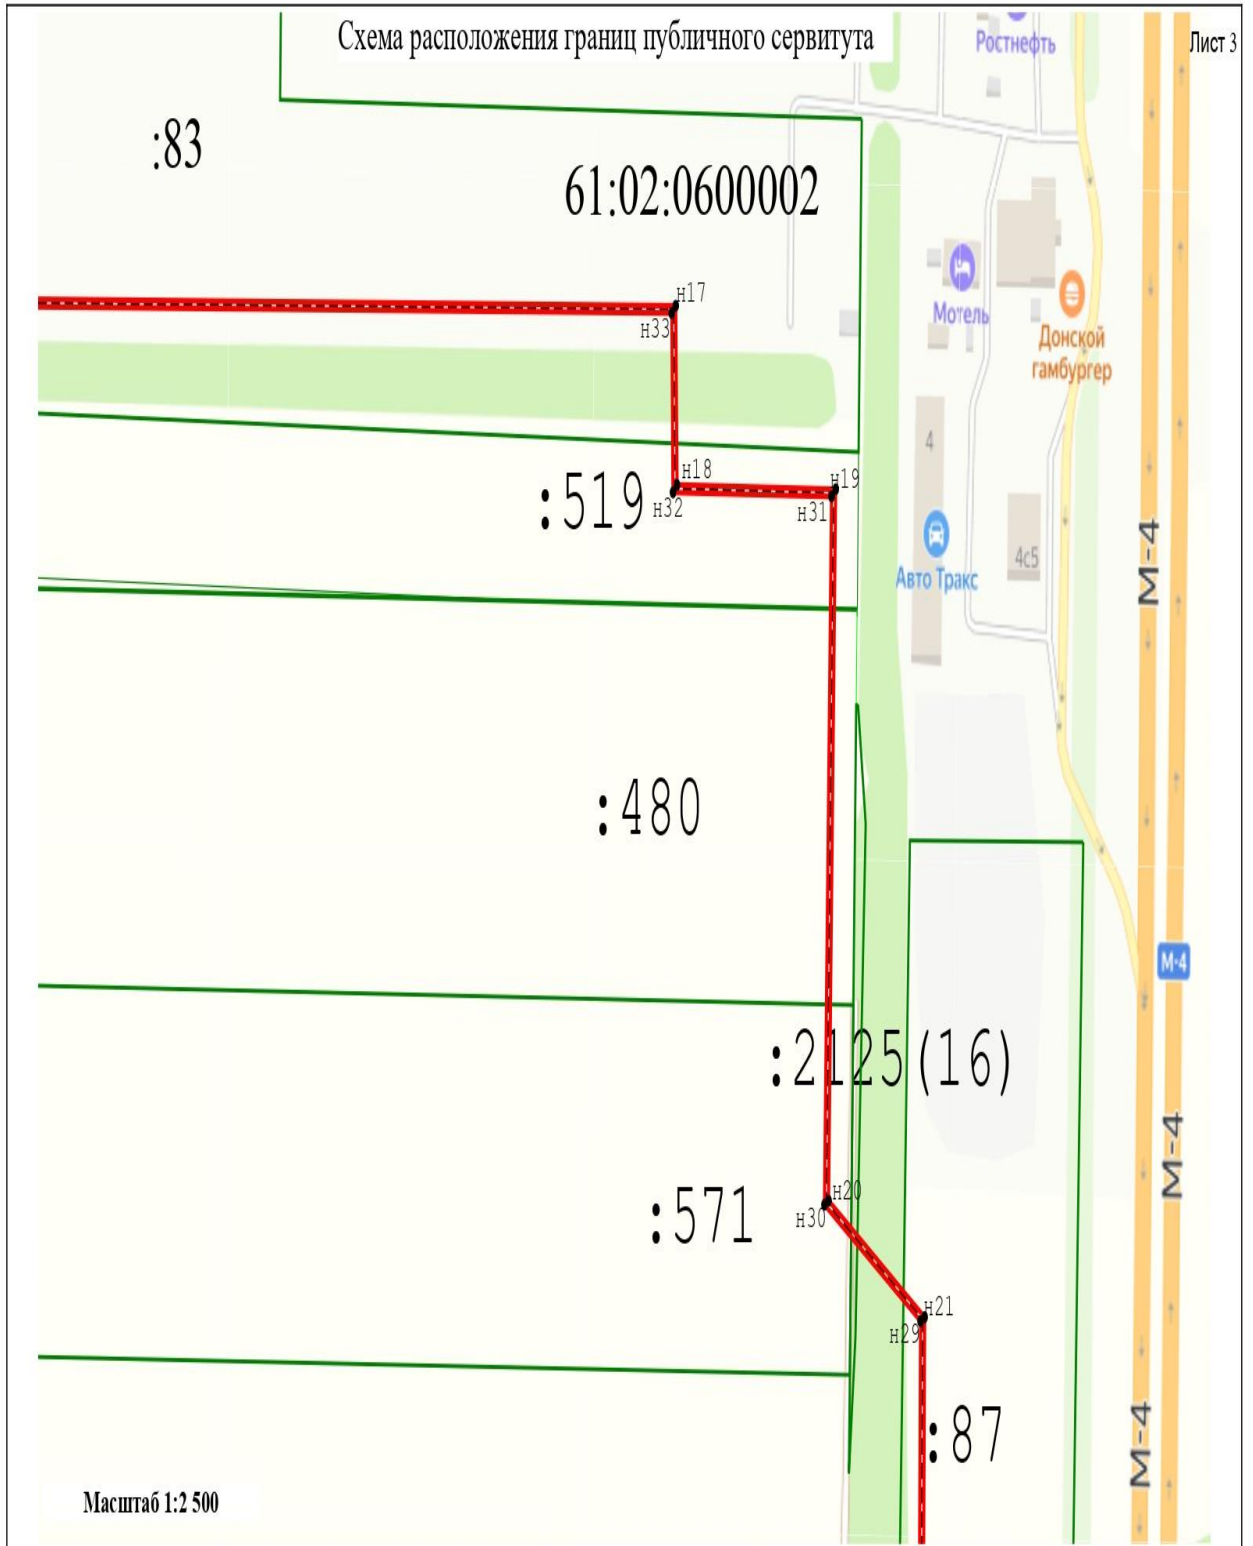 Схема расположения границ публичного сервитута
Лист 3
Ростнефть
:83
61:02:0600002
Мотель
н17
н33
Донской
гамбургер
4
н18
н19
:519
н32
н31
М-4
4с5
Авто Тракс
:480
М-4
:2125(16)
М-4
н20
:571
н30
н21
н29
:87
М-4
Масштаб 1:2 500